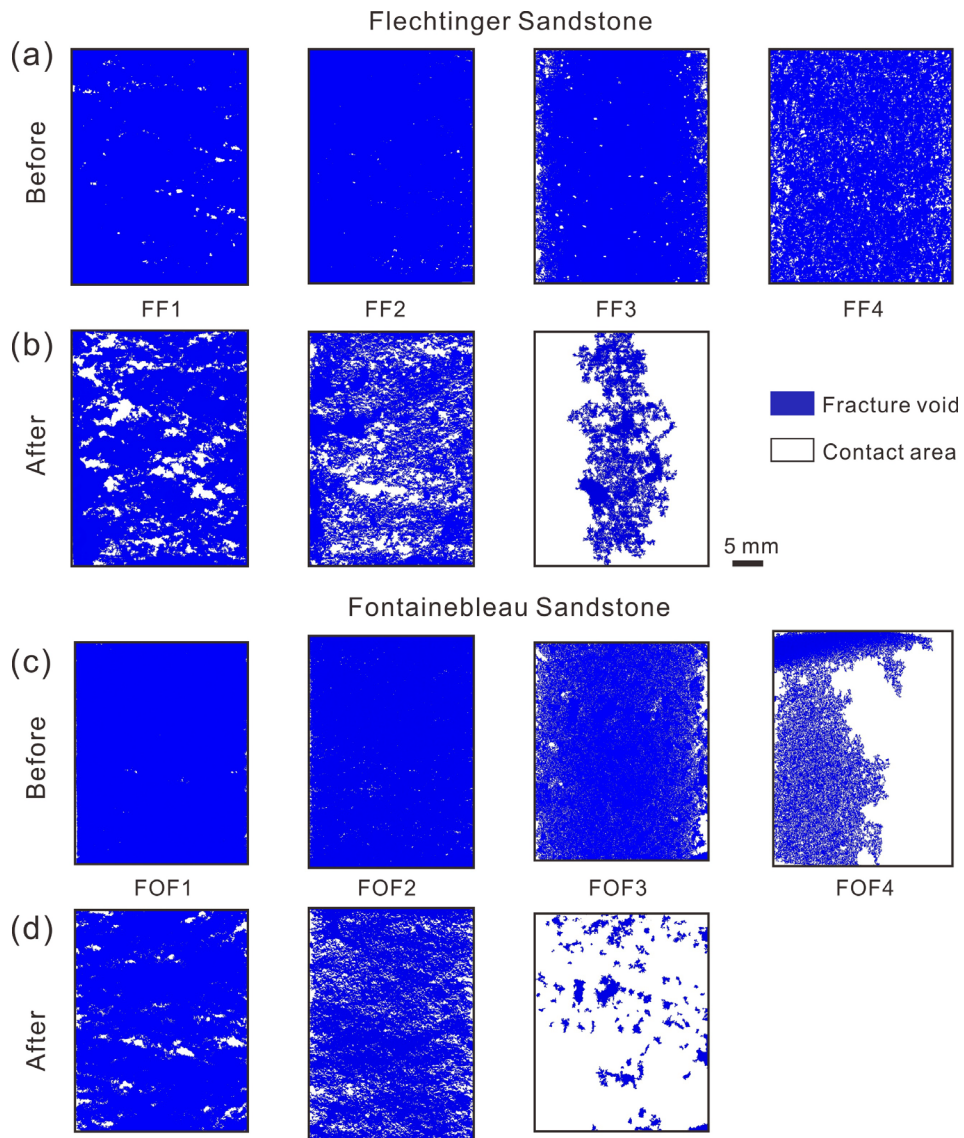 Flechtinger Sandstone
(a)
Before
FF1 FF2 FF3 FF4
(b)
After
Fracture void
Contact area
5 mm
Fontainebleau Sandstone
(c)
Before
FOF1 FOF2 FOF3 FOF4
(d)
After